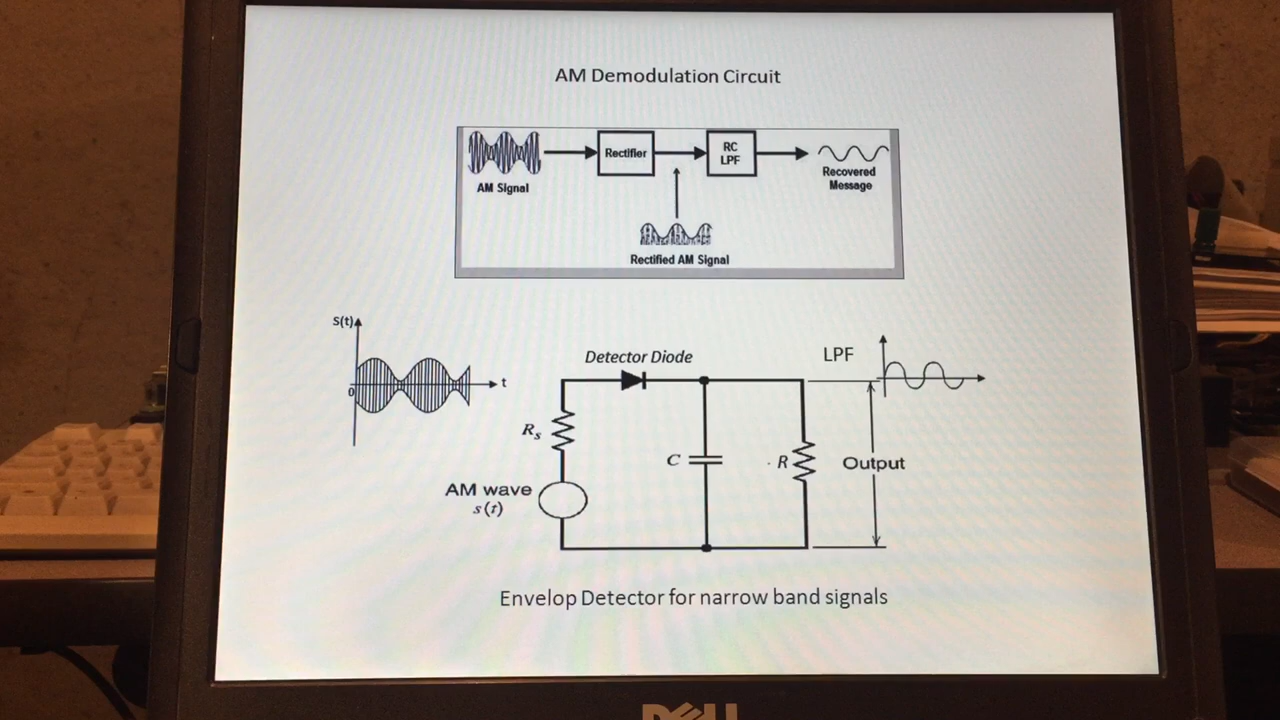 AM Demodulation Circuit
Rectifier
RC
LPF
AM Signal
Recovered
Message
Rectified AM Signal
S(t)
0
t
Detector Diode
LPF
Rs
C
R
Output
AM wave
s(t)
Envelop Detector for narrow band signals
DELL